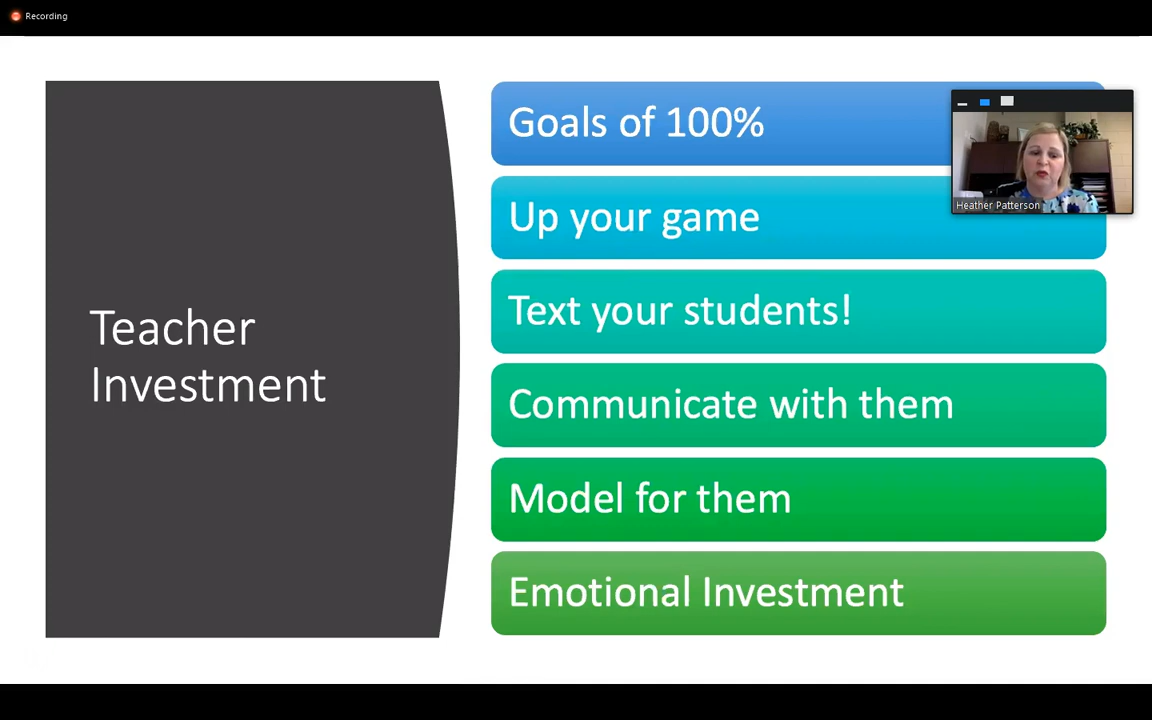 Recording
Goals of 100%
Up your game
Heather Patterson
Text your students!
Teacher
Investment
Communicate with them
Model for them
Emotional Investment